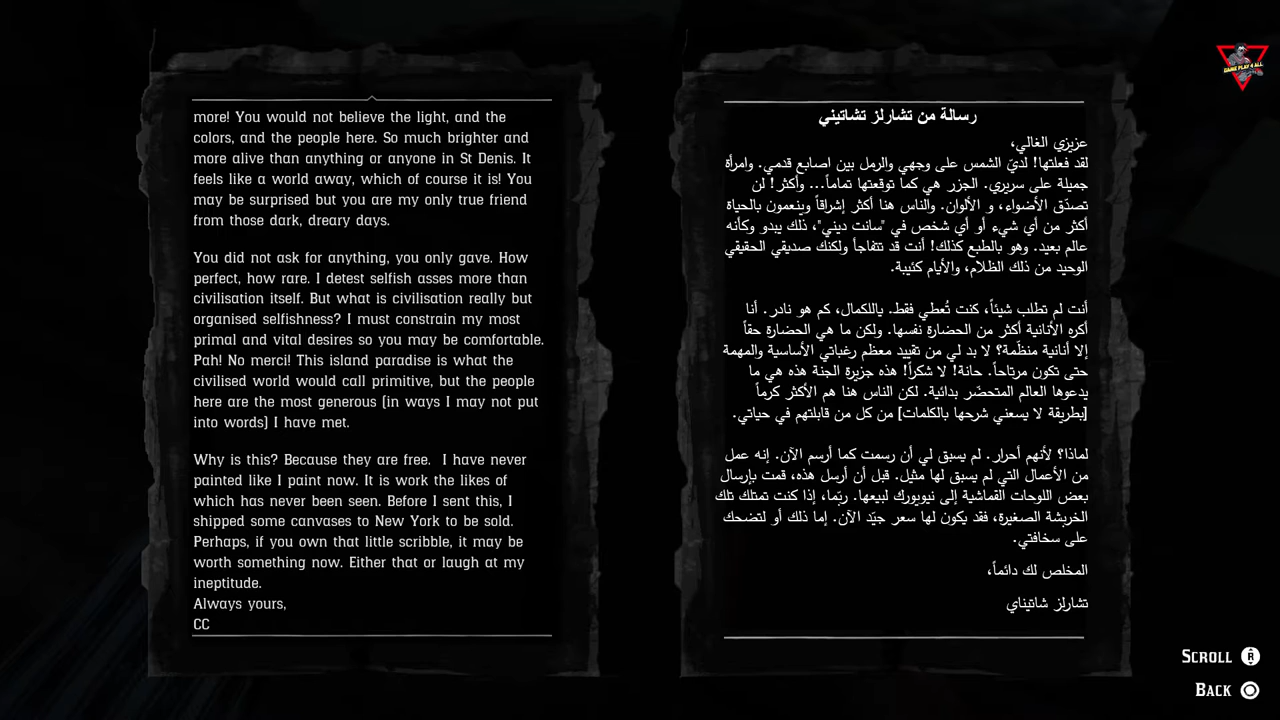 more! You would not believe the light, and the
colors, and the people here. So much brighter and
more alive than anything or anyone in St Denis. It
feels like a world away, which of course it is! You
may be surprised but you are my only true friend
from those dark, dreary days.
You did not ask for anything, you only gave. How
perfect, how rare. I detest selfish asses more than
civilisation itself. But what is civilisation really but
organised selfishness? I must constrain my most
primal and vital desires so you may be comfortable.
Pah! No merci! This island paradise is what the
civilised world would call primitive, but the people
here are the most generous (in ways I may not put
into words) I have met.
Why is this? Because they are free.  I have never
painted like I paint now. It is work the likes of
which has never been seen. Before I sent this, I
shipped some canvases to New York to be sold.
Perhaps, if you own that little scribble, it may be
worth something now. Either that or laugh at my
ineptitude.
Always yours,
CC
رسالة من تشارلز تشاتيني
عزيزي الغالي،
لقد فعلتها! لديّ الشمس على وجهي والرمل بين اصابع قدمي. وامرأة
جميلة على سريري. الجزر هي كما توقعتها تماماً... وأكثر! لن
تصدّق الأضواء، و الألوان. والناس هنا أكثر إشراقاً وينعمون بالحياة
أكثر من أي شيء أو أي شخص في "سانت ديني"، ذلك يبدو وكأنه
عالم بعيد. وهو بالطبع كذلك! أنت قد تتفاجأ ولكنك صديقي الحقيقي
الوحيد من ذلك الظلام، والأيام كئيبة.
أنت لم تطلب شيئاً، كنت تُعطي فقط. ياللكمال، كم هو نادر. أنا
أكره الأنانية أكثر من الحضارة نفسها. ولكن ما هي الحضارة حقاً
إلا أنانية منظّمة؟ لا بد لي من تقييد معظم رغباتي الأساسية والمهمة
حتى تكون مرتاحاً. حانة! لا شكراً! هذه جزيرة الجنة هذه هي ما
يدعوها العالم المتحضّر بدائية. لكن الناس هنا هم الأكثر كرماً
[بطريقة لا يسعني شرحها بالكلمات] من كل من قابلتهم في حياتي.
لماذا؟ لأنهم أحرار. لم يسبق لي أن رسمت كما أرسم الآن. إنه عمل
من الأعمال التي لم يسبق لها مثيل. قبل أن أرسل هذه، قمت بإرسال
بعض اللوحات القماشية إلى نيويورك لبيعها. ربّما، إذا كنت تمتلك تلك
الخربشة الصغيرة، فقد يكون لها سعر جيّد الآن. إما ذلك أو لتضحك
على سخافتي.
المخلص لك دائماً،
تشارلز شاتيناي
GAME PLAY 4 ALL
SCROLL R
BACK